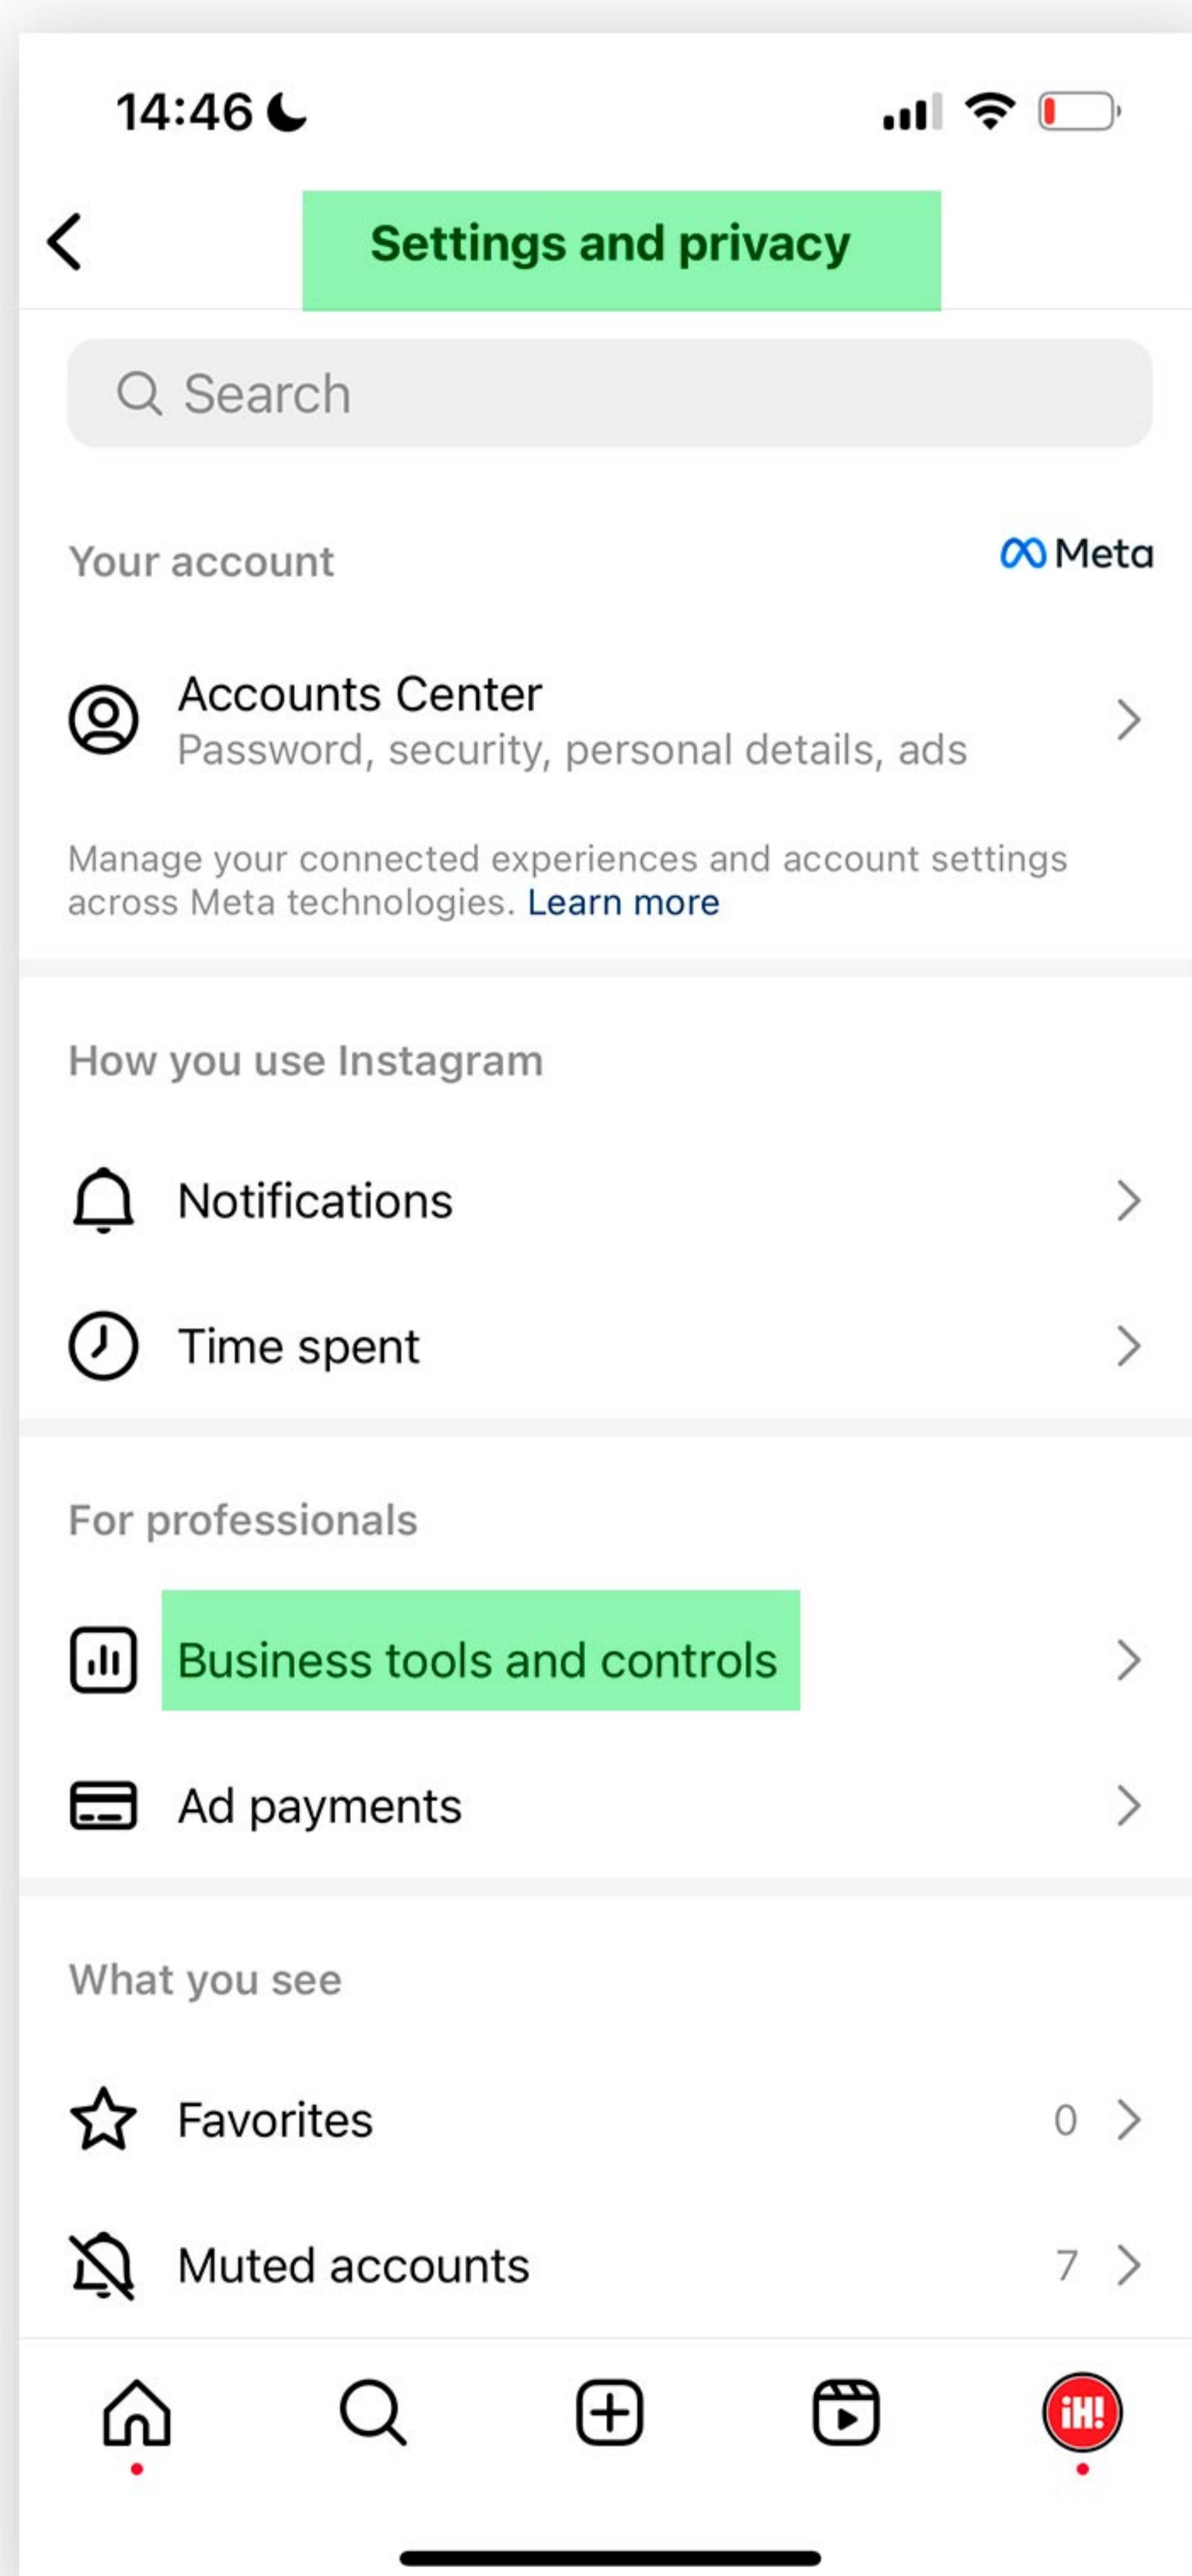 14:46
Settings and privacy
Search
Your account
Meta
Accounts Center
Password, security, personal details, ads
Manage your connected experiences and account settings
across Meta technologies. Learn more
How you use Instagram
Notifications
Time spent
For professionals
Business tools and controls
Ad payments
What you see
Favorites
0
Muted accounts
7
iH!